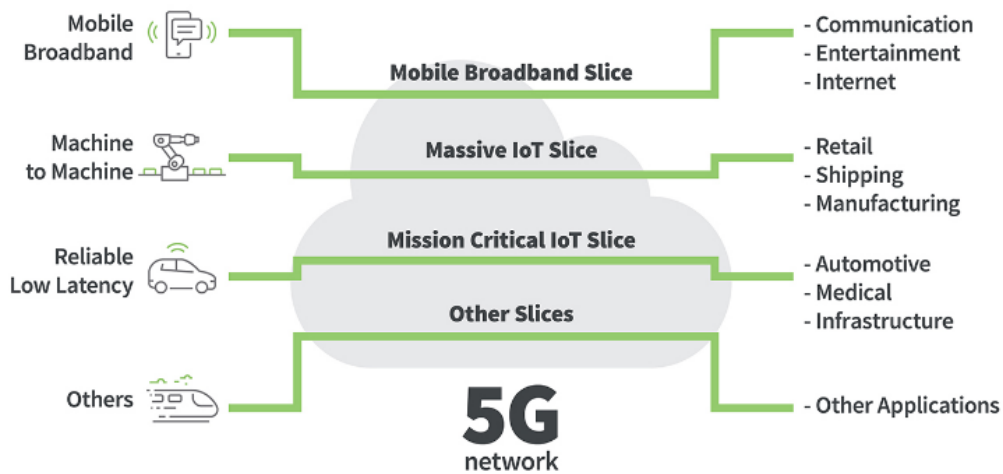 Mobile
Broadband
Mobile Broadband Slice
- Communication
- Entertainment
- Internet
Machine
to Machine
Massive IoT Slice
- Retail
- Shipping
- Manufacturing
Reliable
Low Latency
Mission Critical IoT Slice
- Automotive
- Medical
- Infrastructure
Others
Other Slices
- Other Applications
5G
network